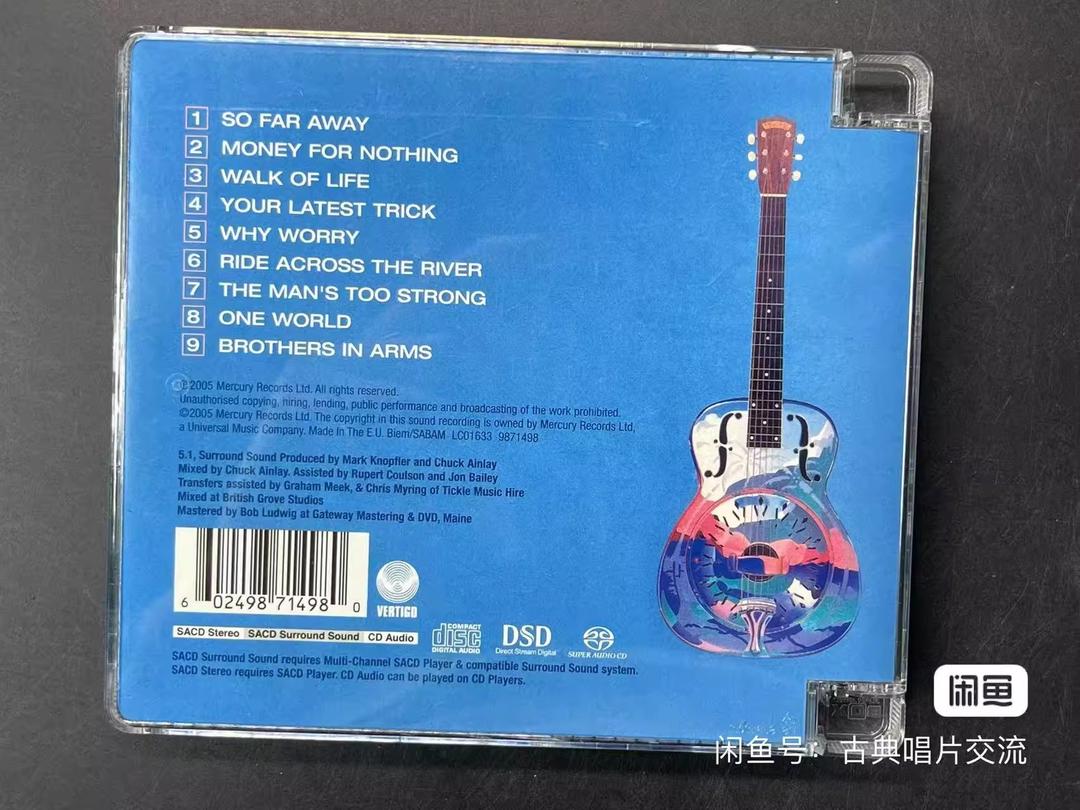 1 SO FAR AWAY
2 MONEY FOR NOTHING
3 WALK OF LIFE
4 YOUR LATEST TRICK
5 WHY WORRY
6 RIDE ACROSS THE RIVER
7 THE MAN'S TOO STRONG
8 ONE WORLD
9 BROTHERS IN ARMS
℗2005 Mercury Records Ltd. All rights reserved.
Unauthorised copying, hiring, lending, public performance and broadcasting of the work prohibited.
©2005 Mercury Records Ltd. The copyright in this sound recording is owned by Mercury Records Ltd,
a Universal Music Company. Made In The E.U. Biem/SABAM LC01633 9871498
5.1, Surround Sound Produced by Mark Knopfler and Chuck Ainlay
Mixed by Chuck Ainlay. Assisted by Rupert Coulson and Jon Bailey
Transfers assisted by Graham Meek, & Chris Myring of Tickle Music Hire
Mixed at British Grove Studios
Mastered by Bob Ludwig at Gateway Mastering & DVD, Maine
6 02498 71498 0
VERTIGO
SACD Stereo SACD Surround Sound CD Audio
COMPACT
disc
DIGITAL AUDIO
DSD
Direct Stream Digital
SUPER AUDIO CD
SACD Surround Sound requires Multi-Channel SACD Player & compatible Surround Sound system.
SACD Stereo requires SACD Player. CD Audio can be played on CD Players.
闲鱼
闲鱼号：古典唱片交流